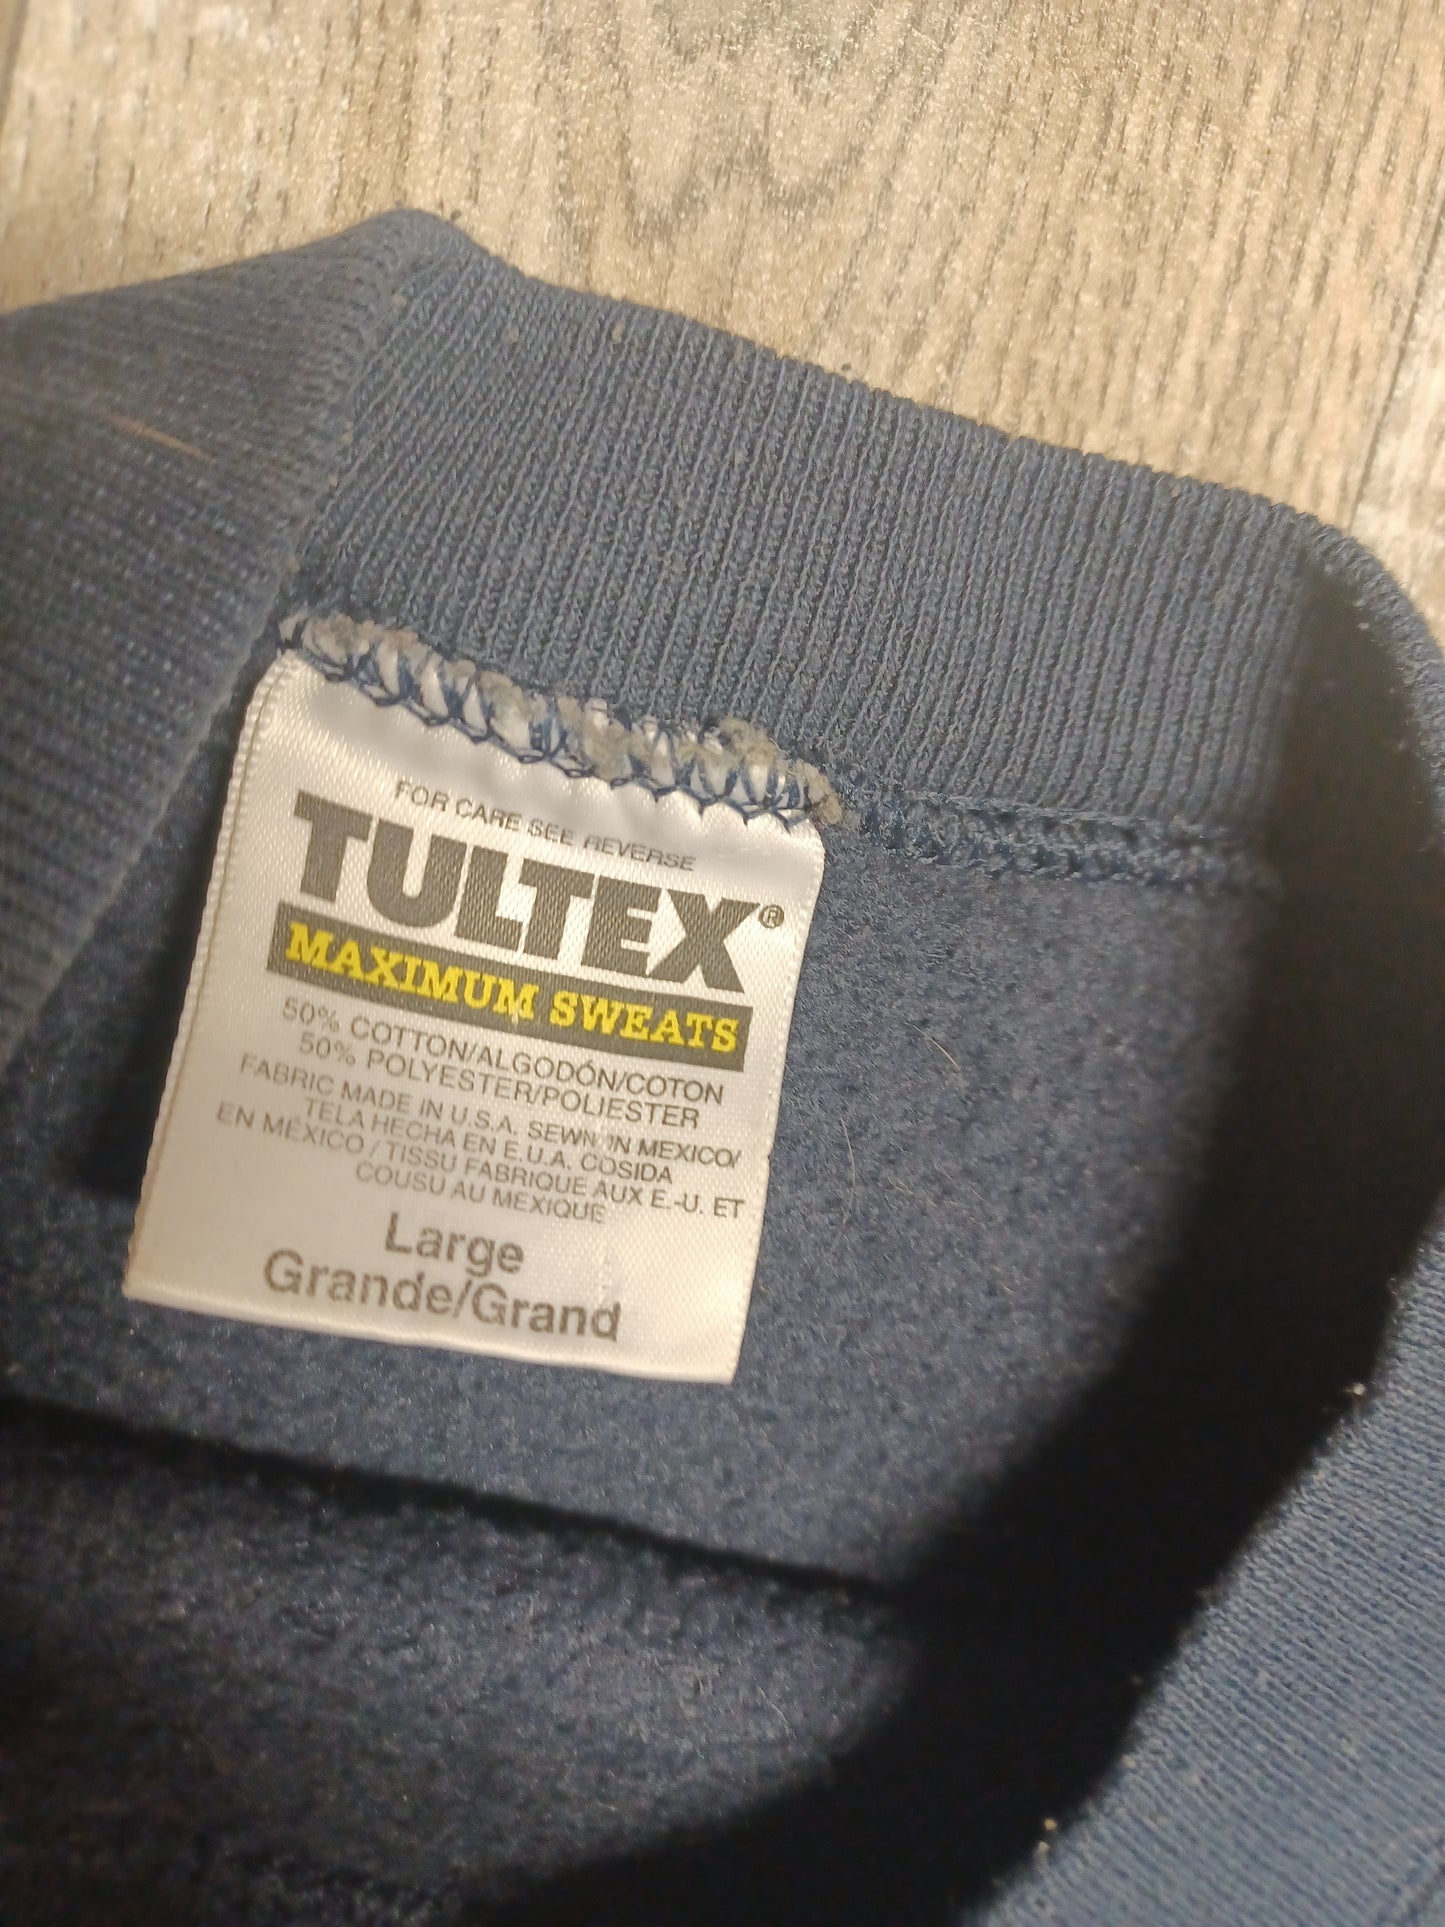 FOR CARE SEE REVERSE
TULTEX®
MAXIMUM SWEATS
50% COTTON/ALGODÓN/COTON
50% POLYESTER/POLIESTER
FABRIC MADE IN U.S.A. SEWN IN MEXICO/
TELA HECHA EN E.U.A. COSIDA
EN MÉXICO / TISSU FABRIQUE AUX E.-U. ET
COUSU AU MEXIQUE
Large
Grande/Grand